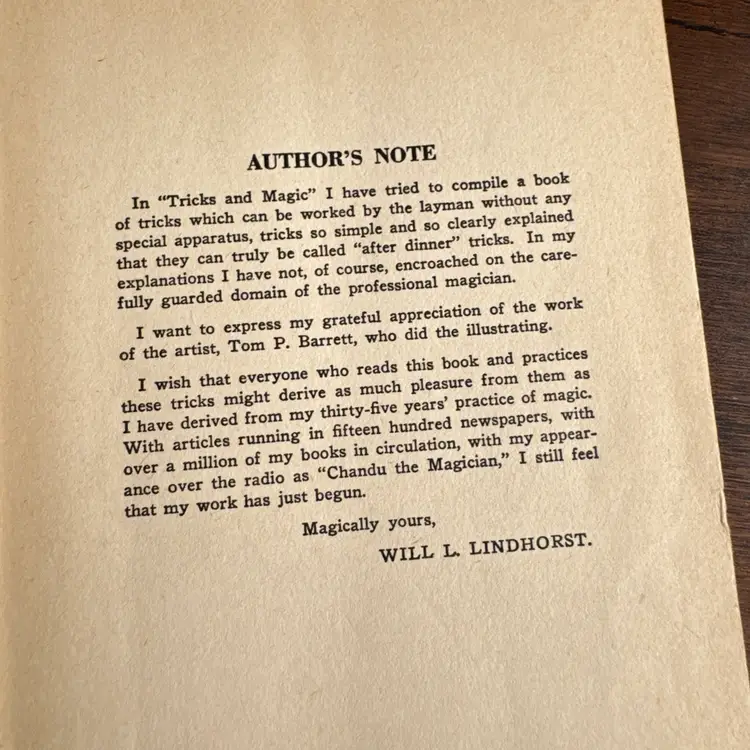 AUTHOR'S NOTE
In "Tricks and Magic" I have tried to compile a book
of tricks which can be worked by the layman without any
special apparatus, tricks so simple and so clearly explained
that they can truly be called "after dinner" tricks. In my
explanations I have not, of course, encroached on the care-
fully guarded domain of the professional magician.
I want to express my grateful appreciation of the work
of the artist, Tom P. Barrett, who did the illustrating.
I wish that everyone who reads this book and practices
these tricks might derive as much pleasure from them as
I have derived from my thirty-five years' practice of magic.
With articles running in fifteen hundred newspapers, with
over a million of my books in circulation, with my appear-
ance over the radio as "Chandu the Magician," I still feel
that my work has just begun.
Magically yours,
WILL L. LINDHORST.